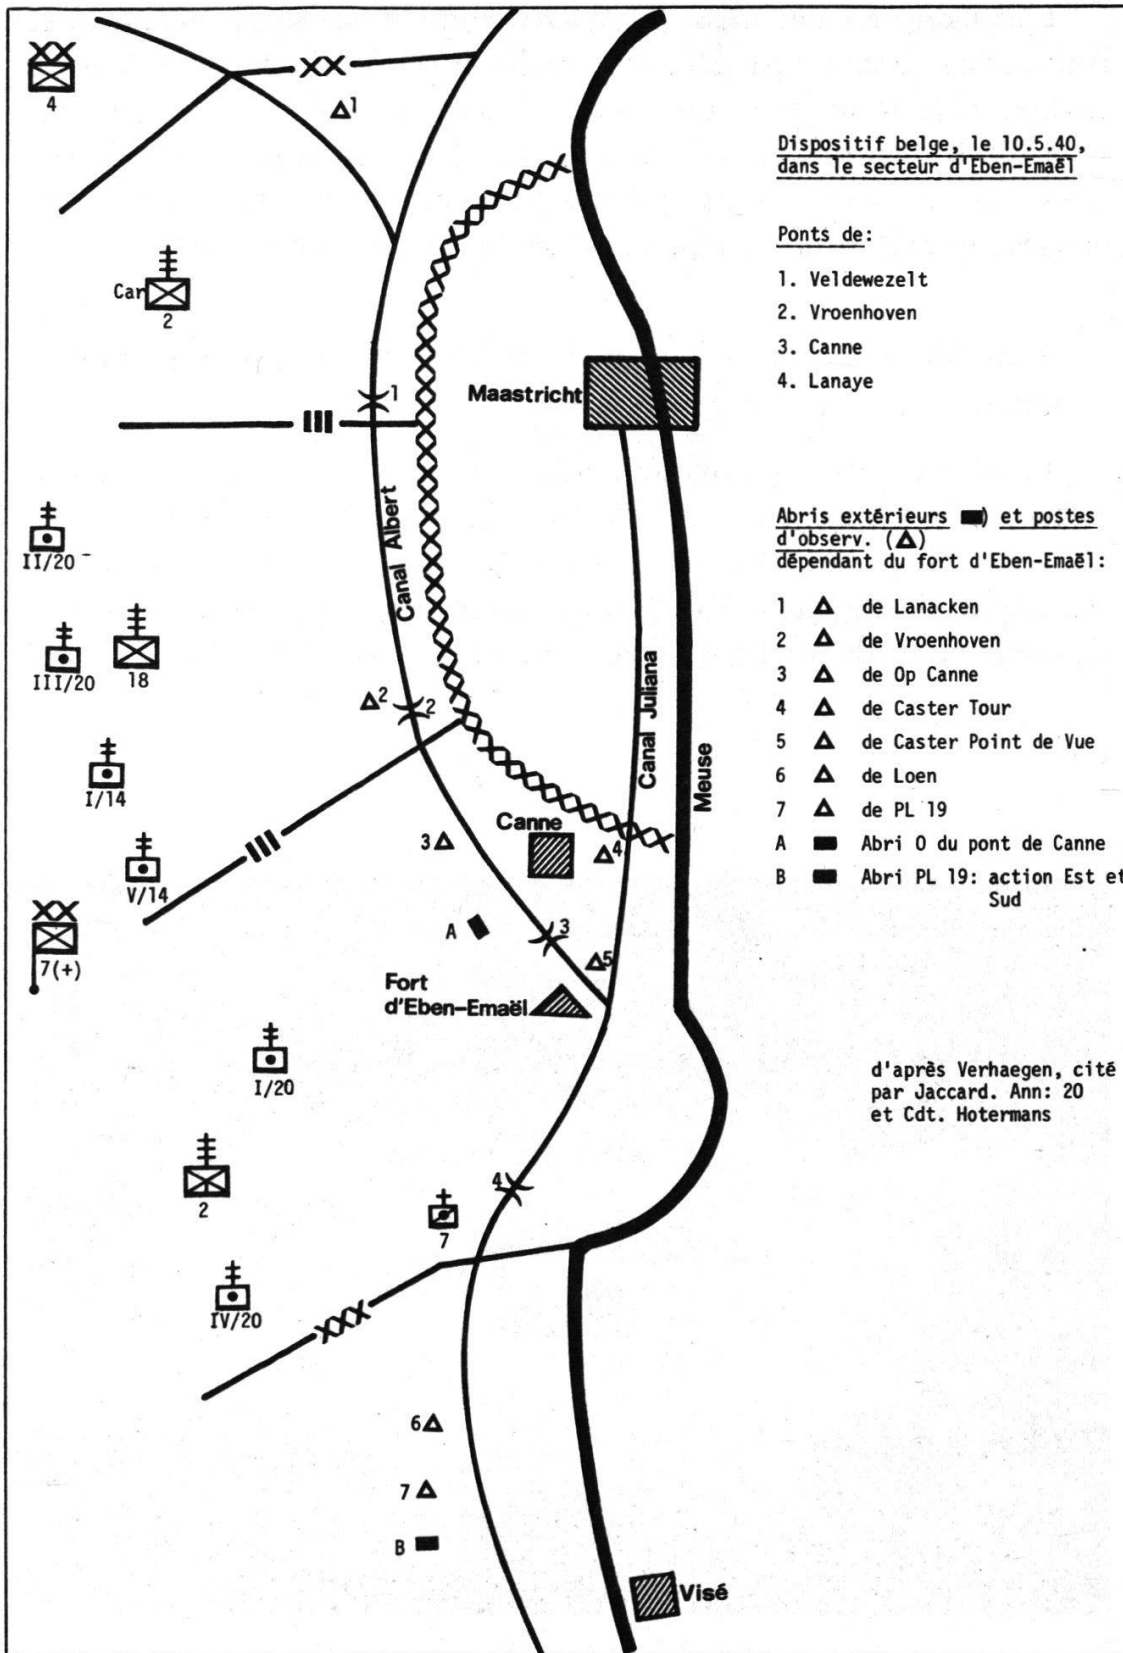 4
1
Car
2
1
Maastricht
Canal Albert
II/20
III/20
18
2
2
I/14
V/14
7(+)
Canal Juliana
Meuse
3
Canne
4
A
3
5
Fort
d'Eben-Emaël
I/20
2
4
7
IV/20
6
7
B
Visé
Dispositif belge, le 10.5.40,
dans le secteur d'Eben-Emaël
Ponts de:
1. Veldewezelt
2. Vroenhoven
3. Canne
4. Lanaye
Abris extérieurs ) et postes
d'observ. (△)
dépendant du fort d'Eben-Emaël:
1 △ de Lanacken
2 △ de Vroenhoven
3 △ de Op Canne
4 △ de Caster Tour
5 △ de Caster Point de Vue
6 △ de Loen
7 △ de PL 19
A Abri O du pont de Canne
B Abri PL 19: action Est et
Sud
d'après Verhaegen, cité
par Jaccard. Ann: 20
et Cdt. Hotermans